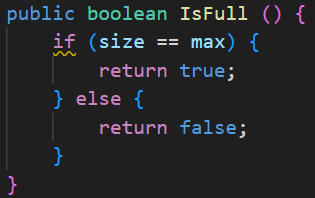 public boolean IsFull () {
    if (size == max) {
        return true;
    } else {
        return false;
    }
}